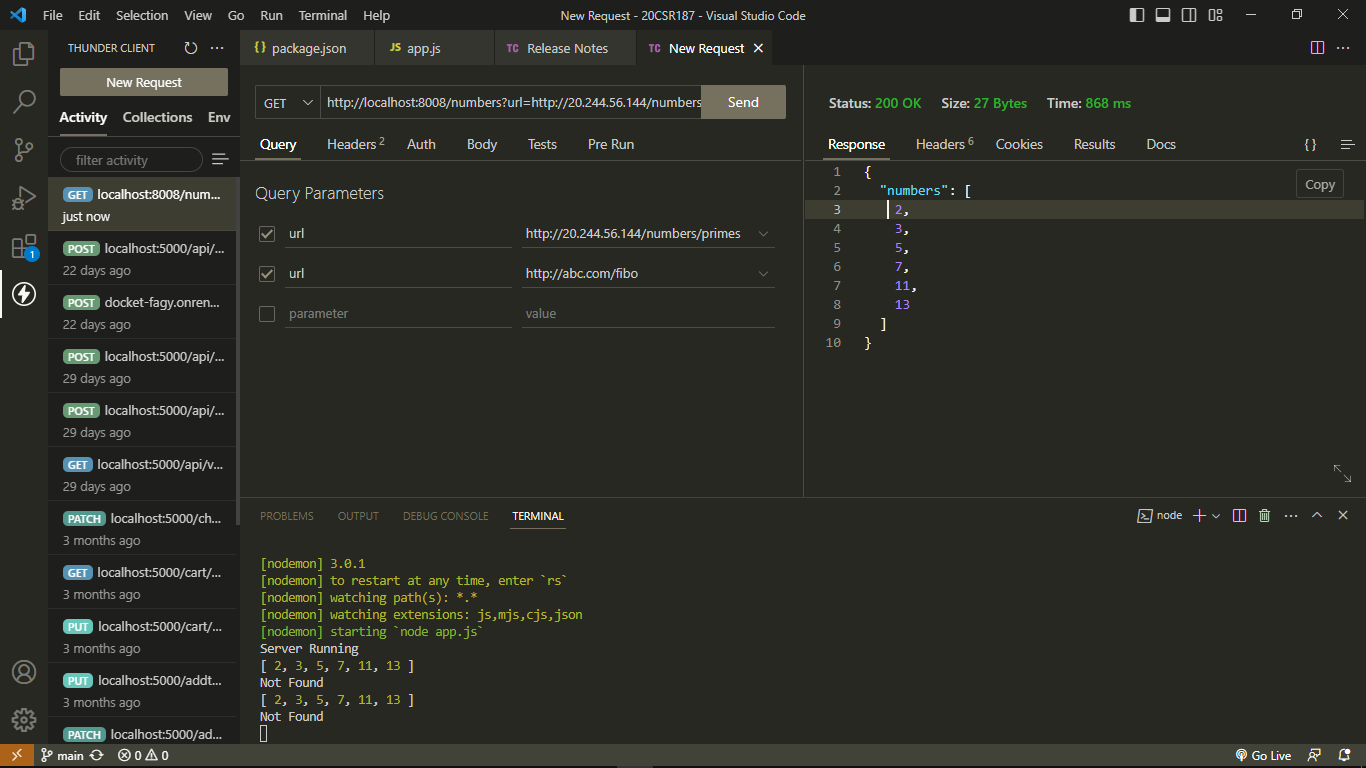 File Edit Selection View Go Run Terminal Help
New Request - 20CSR187 - Visual Studio Code
THUNDER CLIENT
New Request
Activity Collections Env
filter activity
GET localhost:8008/num...
just now
POST localhost:5000/api/...
22 days ago
POST docket-fagy.onren...
22 days ago
POST localhost:5000/api/...
29 days ago
POST localhost:5000/api/...
29 days ago
GET localhost:5000/api/v...
29 days ago
PATCH localhost:5000/ch...
3 months ago
GET localhost:5000/cart/...
3 months ago
PUT localhost:5000/cart/...
3 months ago
PUT localhost:5000/addt...
3 months ago
PATCH localhost:5000/ad...
1
{} package.json
JS app.js
TC Release Notes
TC New Request
GET http://localhost:8008/numbers?url=http://20.244.56.144/numbers Send
Query Headers 2 Auth Body Tests Pre Run
Query Parameters
url http://20.244.56.144/numbers/primes
url http://abc.com/fibo
parameter value
Status: 200 OK Size: 27 Bytes Time: 868 ms
Response Headers 6 Cookies Results Docs {}
Copy
1 {
2 "numbers": [
3 2,
4 3,
5 5,
6 7,
7 11,
8 13
9 ]
10 }
PROBLEMS OUTPUT DEBUG CONSOLE TERMINAL
node
[nodemon] 3.0.1
[nodemon] to restart at any time, enter `rs`
[nodemon] watching path(s): *.*
[nodemon] watching extensions: js,mjs,cjs,json
[nodemon] starting `node app.js`
Server Running
[ 2, 3, 5, 7, 11, 13 ]
Not Found
[ 2, 3, 5, 7, 11, 13 ]
Not Found
main 0 0
Go Live